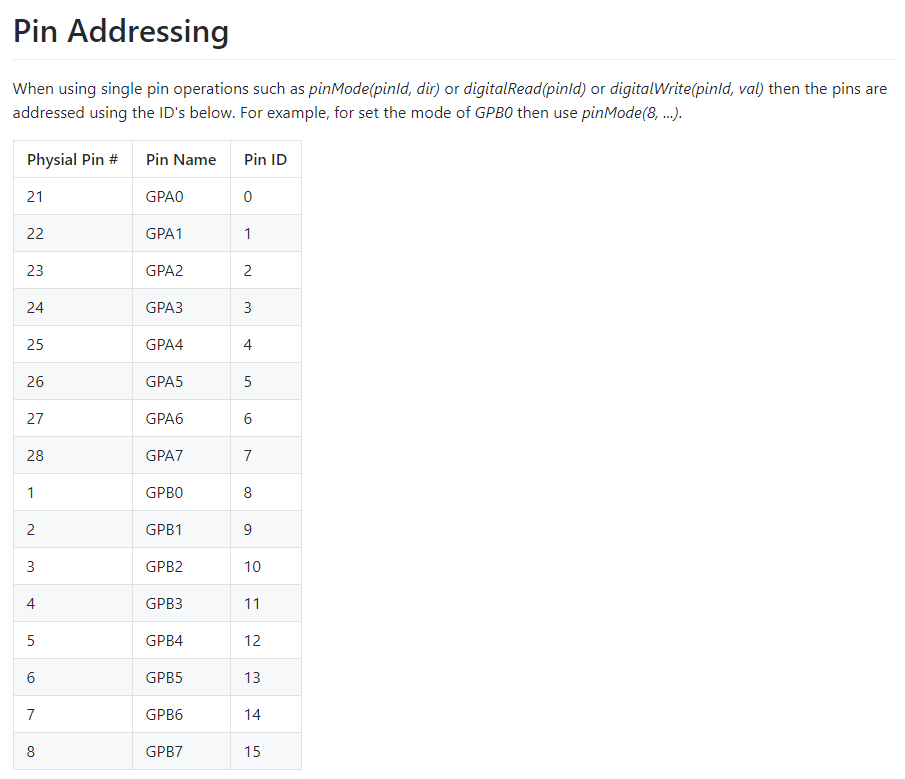 Pin Addressing
When using single pin operations such as pinMode(pinId, dir) or digitalRead(pinId) or digitalWrite(pinId, val) then the pins are
addressed using the ID's below. For example, for set the mode of GPB0 then use pinMode(8, ...).
Physial Pin # Pin Name Pin ID
21 GPA0 0
22 GPA1 1
23 GPA2 2
24 GPA3 3
25 GPA4 4
26 GPA5 5
27 GPA6 6
28 GPA7 7
1 GPB0 8
2 GPB1 9
3 GPB2 10
4 GPB3 11
5 GPB4 12
6 GPB5 13
7 GPB6 14
8 GPB7 15